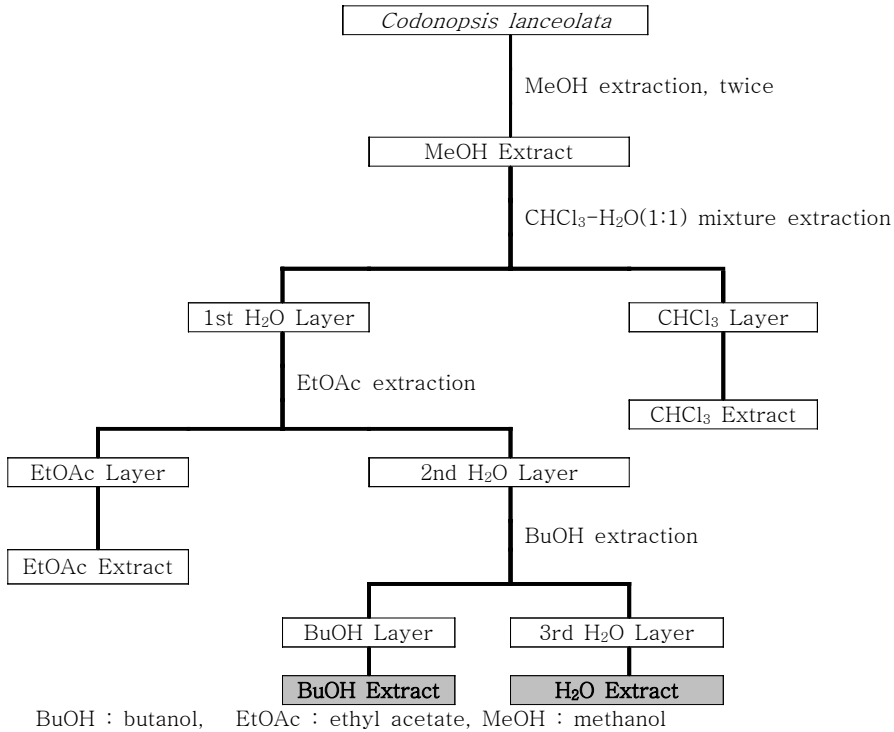 Codonopsis lanceolata
MeOH extraction, twice
MeOH Extract
CHCl₃-H₂O(1:1) mixture extraction
1st H₂O Layer
CHCl₃ Layer
EtOAc extraction
CHCl₃ Extract
EtOAc Layer
2nd H₂O Layer
BuOH extraction
EtOAc Extract
BuOH Layer
3rd H₂O Layer
BuOH Extract
H₂O Extract
BuOH : butanol, EtOAc : ethyl acetate, MeOH : methanol